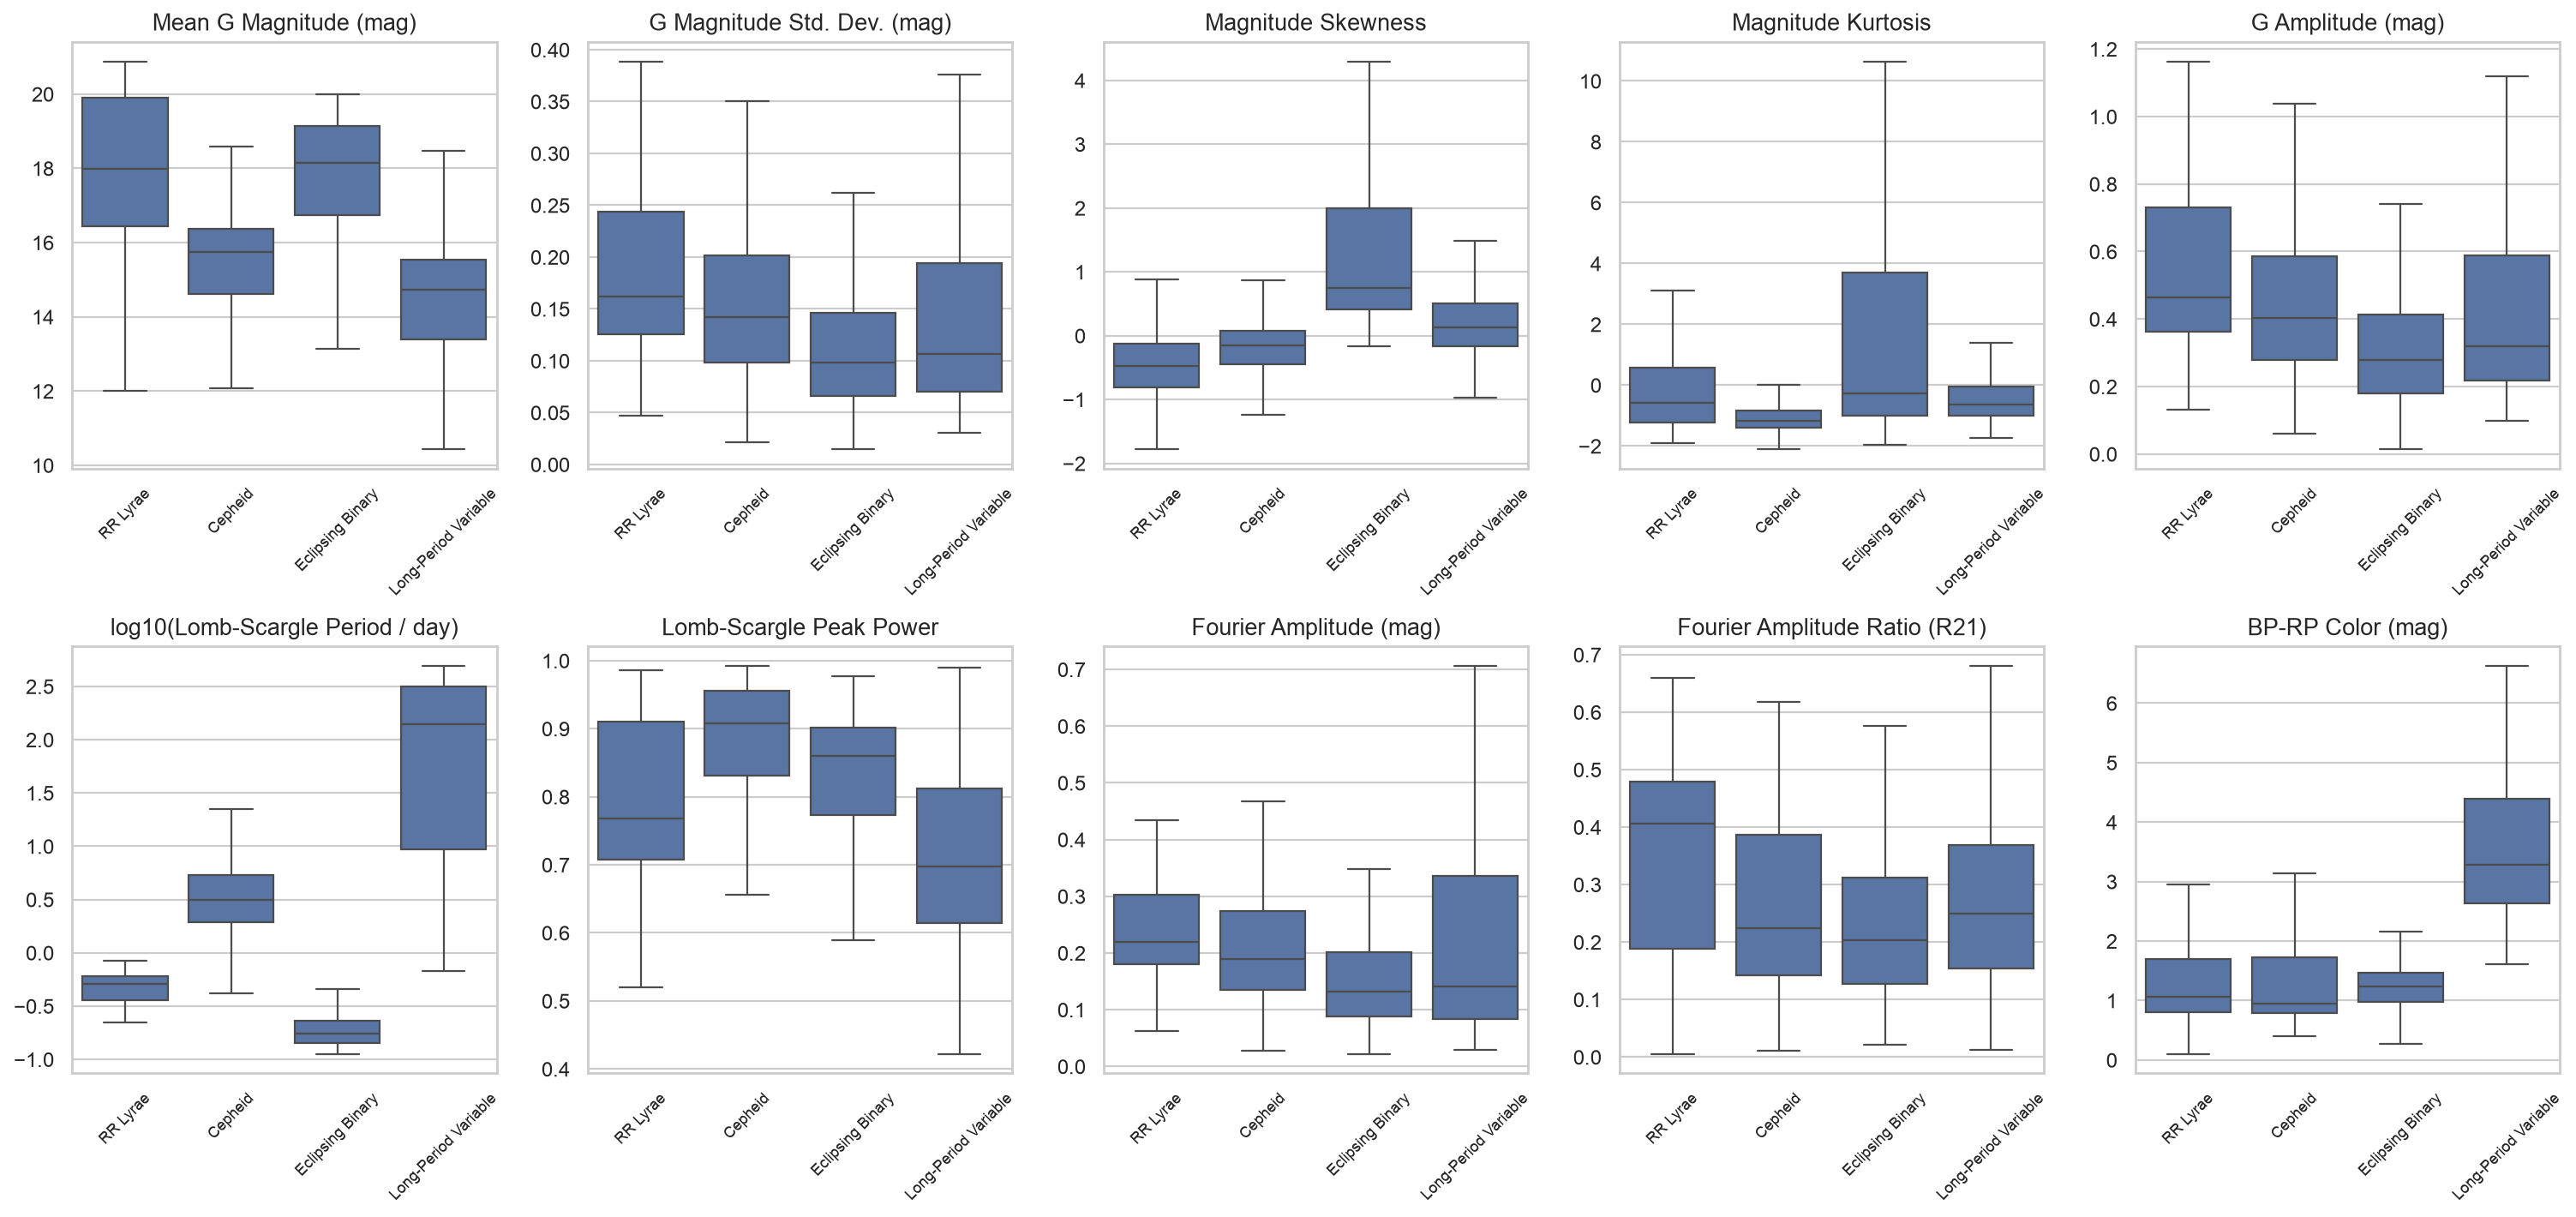 Mean G Magnitude (mag)
20
18
16
14
12
10
RR Lyrae
Cepheid
Eclipsing Binary
Long-Period Variable
G Magnitude Std. Dev. (mag)
0.40
0.35
0.30
0.25
0.20
0.15
0.10
0.05
0.00
RR Lyrae
Cepheid
Eclipsing Binary
Long-Period Variable
Magnitude Skewness
4
3
2
1
0
−1
−2
RR Lyrae
Cepheid
Eclipsing Binary
Long-Period Variable
Magnitude Kurtosis
10
8
6
4
2
0
−2
RR Lyrae
Cepheid
Eclipsing Binary
Long-Period Variable
G Amplitude (mag)
1.2
1.0
0.8
0.6
0.4
0.2
0.0
RR Lyrae
Cepheid
Eclipsing Binary
Long-Period Variable
log10(Lomb-Scargle Period / day)
2.5
2.0
1.5
1.0
0.5
0.0
−0.5
−1.0
RR Lyrae
Cepheid
Eclipsing Binary
Long-Period Variable
Lomb-Scargle Peak Power
1.0
0.9
0.8
0.7
0.6
0.5
0.4
RR Lyrae
Cepheid
Eclipsing Binary
Long-Period Variable
Fourier Amplitude (mag)
0.7
0.6
0.5
0.4
0.3
0.2
0.1
0.0
RR Lyrae
Cepheid
Eclipsing Binary
Long-Period Variable
Fourier Amplitude Ratio (R21)
0.7
0.6
0.5
0.4
0.3
0.2
0.1
0.0
RR Lyrae
Cepheid
Eclipsing Binary
Long-Period Variable
BP-RP Color (mag)
6
5
4
3
2
1
0
RR Lyrae
Cepheid
Eclipsing Binary
Long-Period Variable